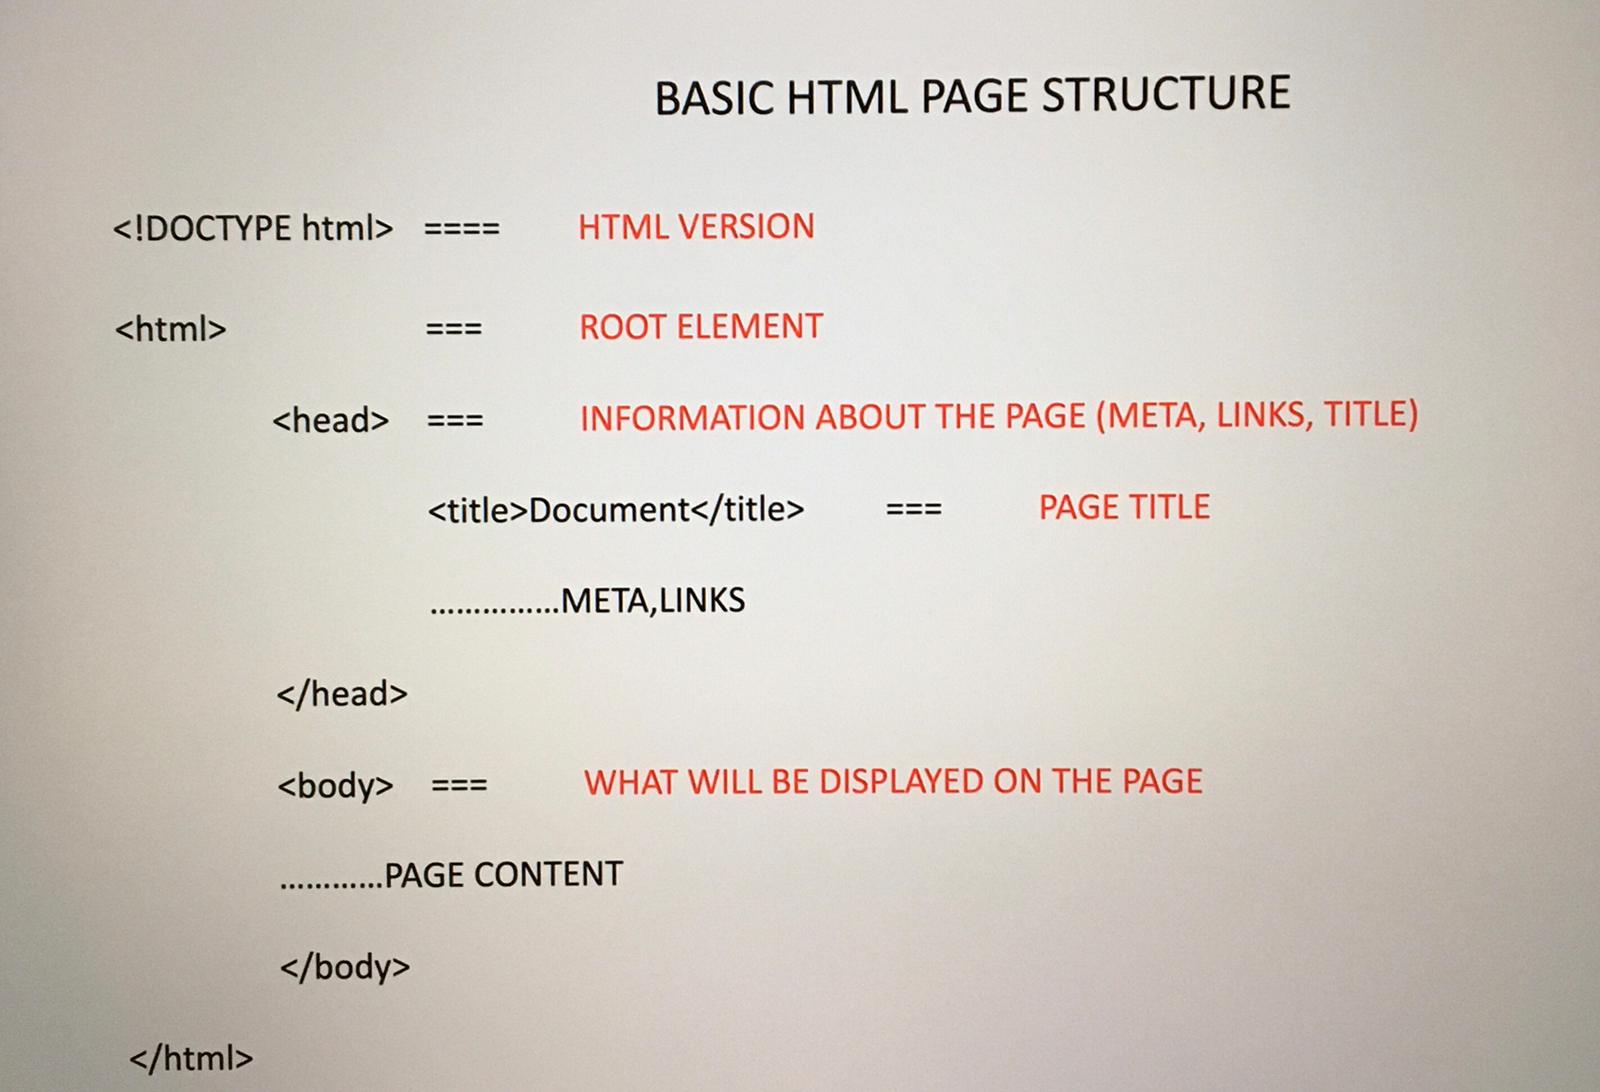 BASIC HTML PAGE STRUCTURE
<!DOCTYPE html> ==== HTML VERSION
<html> === ROOT ELEMENT
<head> === INFORMATION ABOUT THE PAGE (META, LINKS, TITLE)
<title>Document</title> === PAGE TITLE
...............META,LINKS
</head>
<body> === WHAT WILL BE DISPLAYED ON THE PAGE
............PAGE CONTENT
</body>
</html>